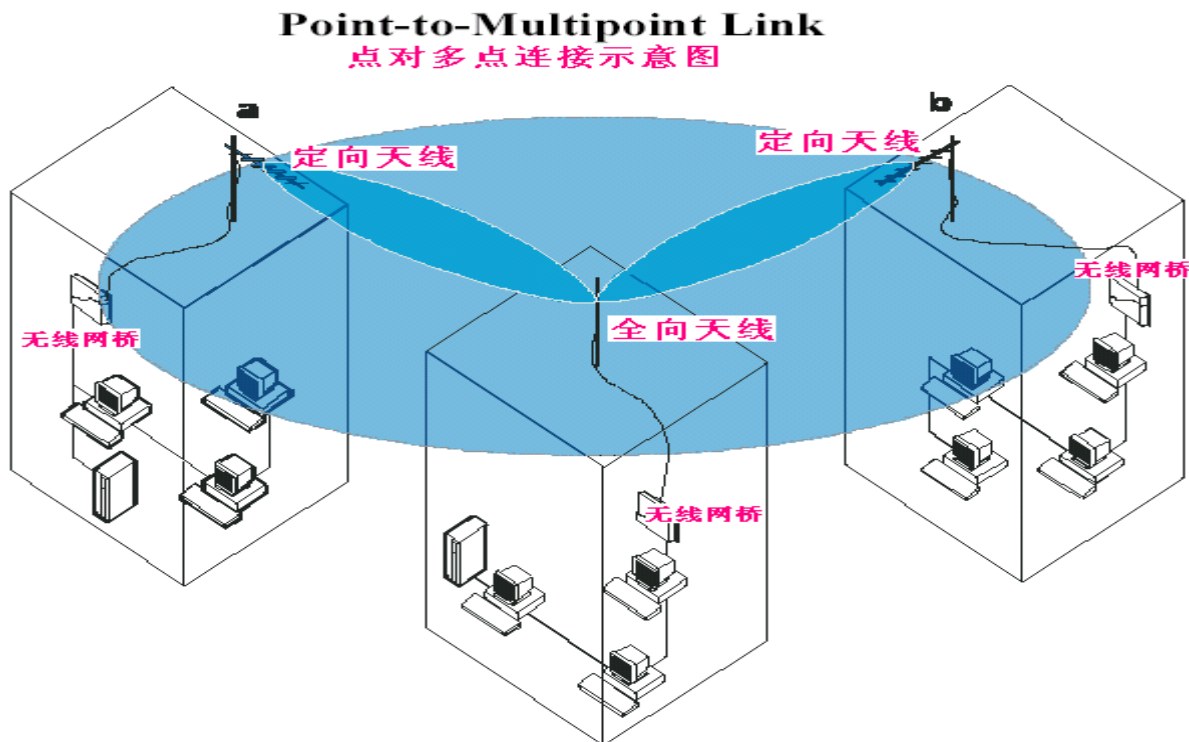 Point-to-Multipoint Link
点对多点连接示意图
a
b
定向天线
定向天线
无线网桥
无线网桥
全向天线
无线网桥